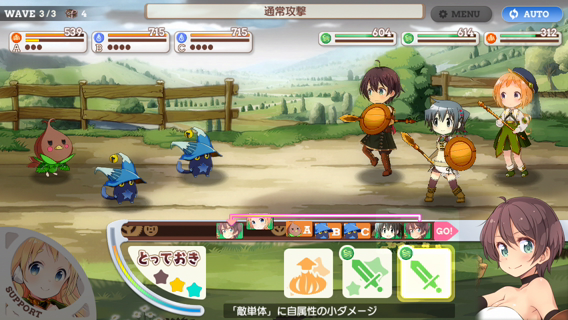 WAVE 3/3
4
通常攻撃
MENU
AUTO
539
A
715
B
715
C
604
614
312
A
B
C
GO!
とっておき
SUPPORT
「敵単体」に自属性の小ダメージ